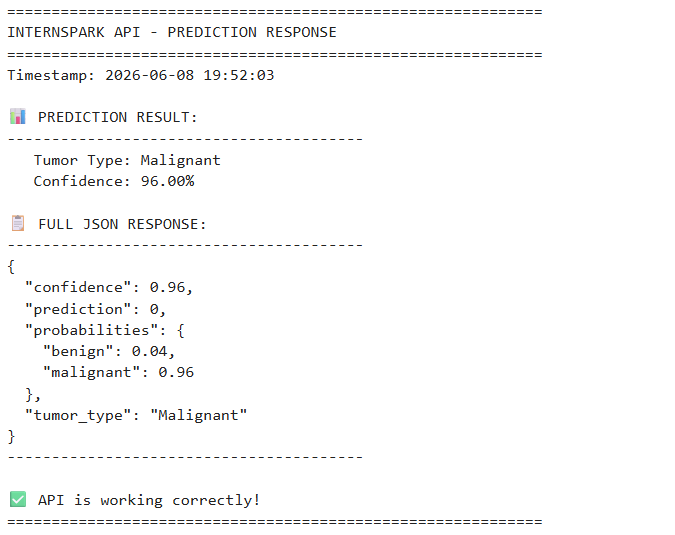 ============================================================
INTERNSPARK API - PREDICTION RESPONSE
============================================================
Timestamp: 2026-06-08 19:52:03
📊 PREDICTION RESULT:
----------------------------------------
   Tumor Type: Malignant
   Confidence: 96.00%
📋 FULL JSON RESPONSE:
----------------------------------------
{
  "confidence": 0.96,
  "prediction": 0,
  "probabilities": {
    "benign": 0.04,
    "malignant": 0.96
  },
  "tumor_type": "Malignant"
}
----------------------------------------
✅ API is working correctly!
============================================================